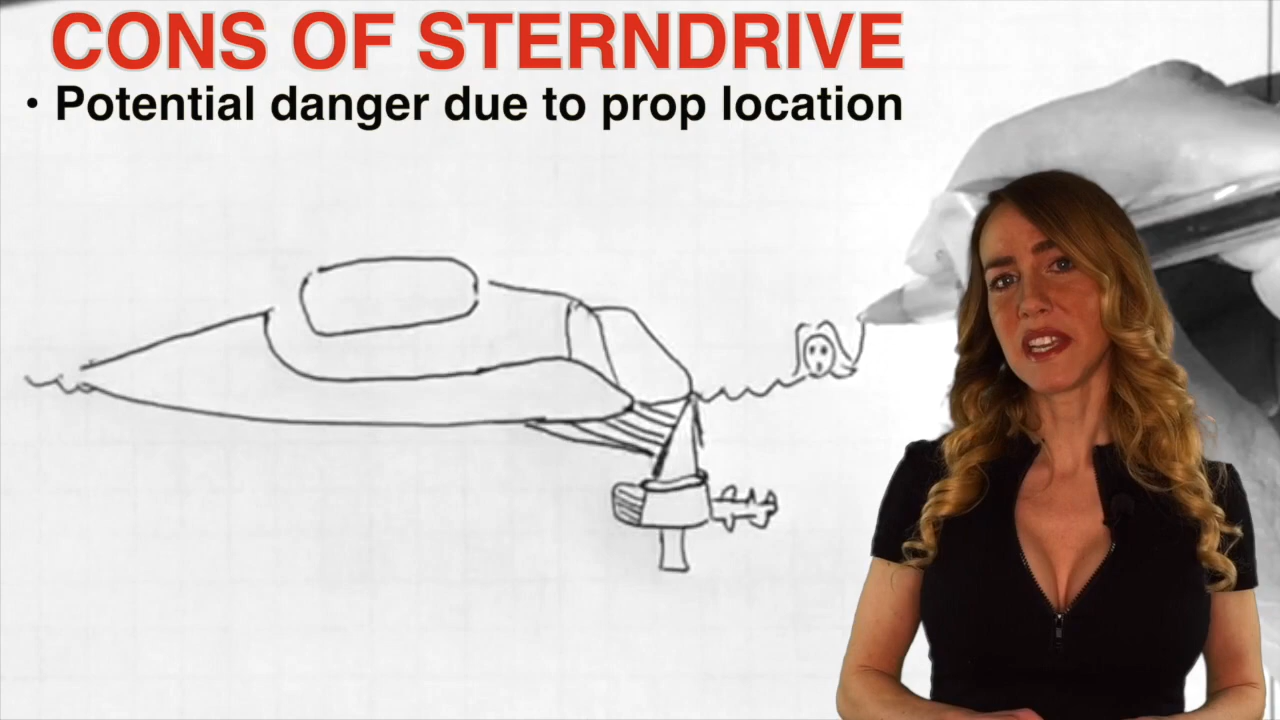 CONS OF STERNDRIVE
• Potential danger due to prop location